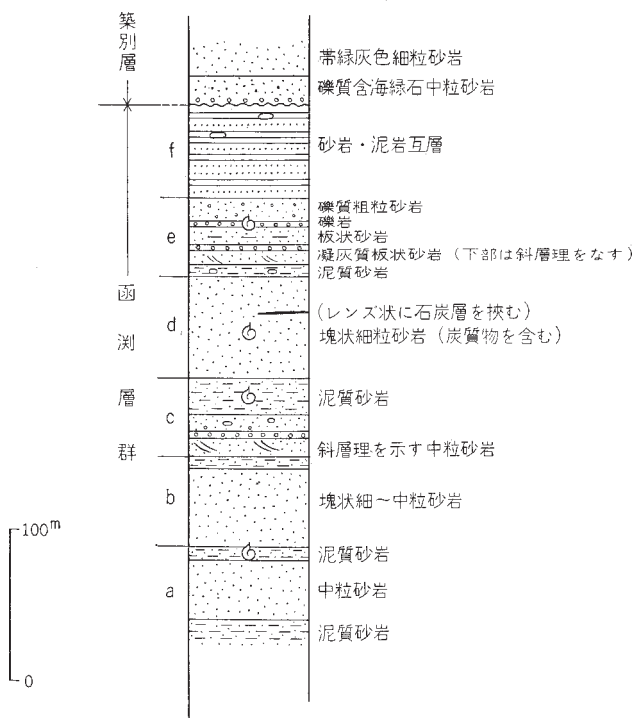 築別層
帯緑灰色細粒砂岩
礫質含海緑石中粒砂岩
函渕層群
f
砂岩・泥岩互層
e
礫質粗粒砂岩
礫岩
板状砂岩
凝灰質板状砂岩（下部は斜層理をなす）
泥質砂岩
d
(レンズ状に石炭層を挾む)
塊状細粒砂岩（炭質物を含む）
c
泥質砂岩
斜層理を示す中粒砂岩
b
塊状細～中粒砂岩
a
泥質砂岩
中粒砂岩
泥質砂岩
100m
0